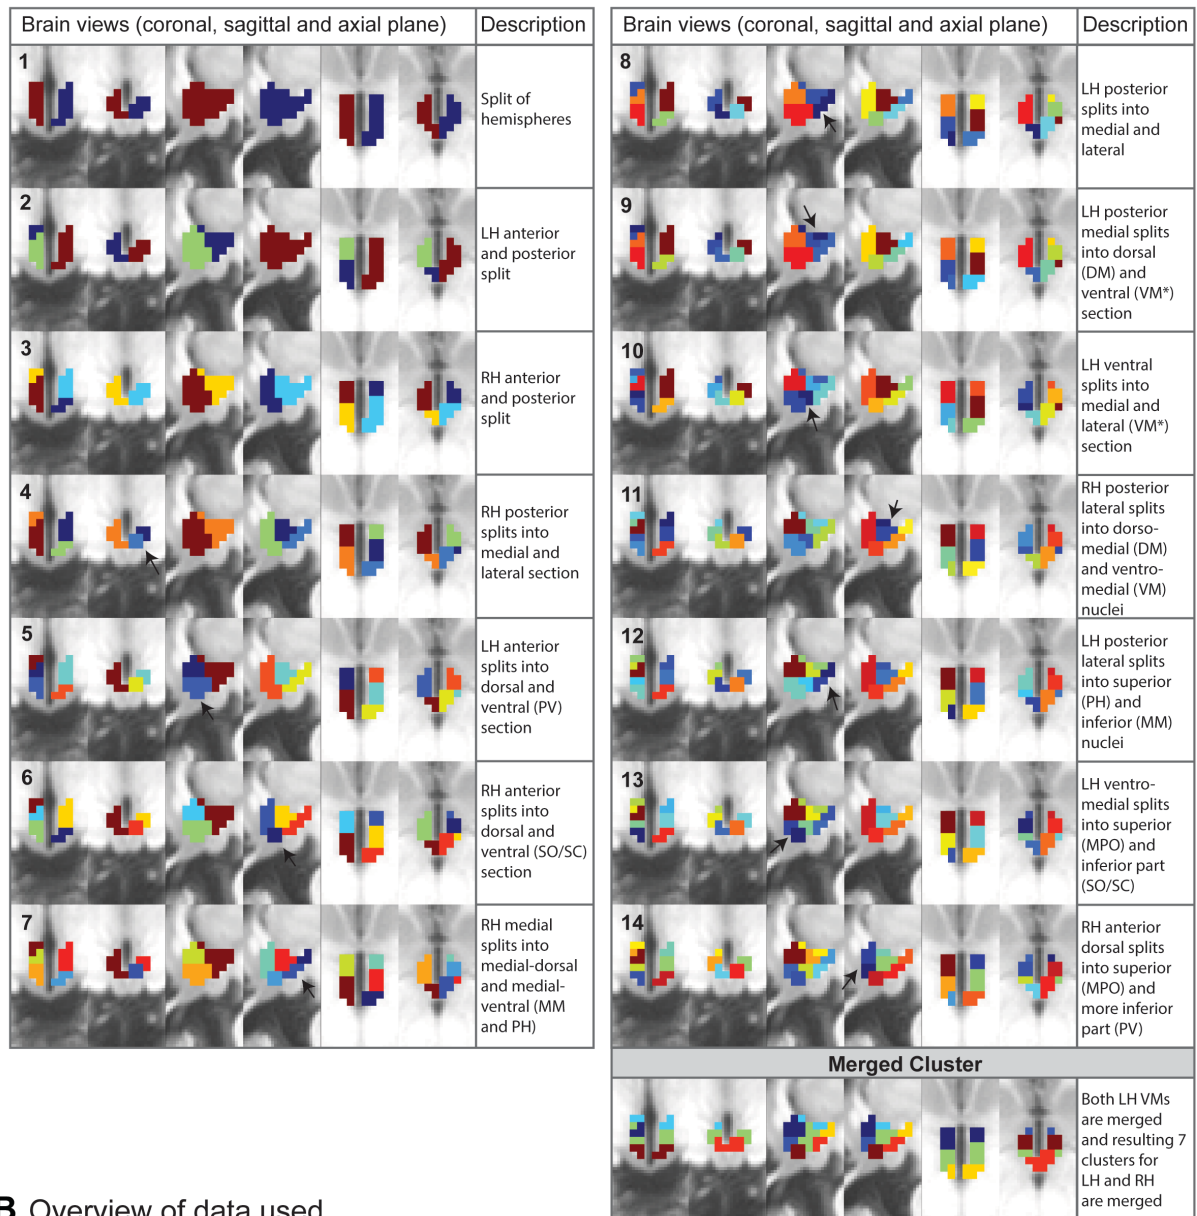 Brain views (coronal, sagittal and axial plane)
Description
1
Split of
hemispheres
2
LH anterior
and posterior
split
3
RH anterior
and posterior
split
4
RH posterior
splits into
medial and
lateral section
5
LH anterior
splits into
dorsal and
ventral (PV)
section
6
RH anterior
splits into
dorsal and
ventral (SO/SC)
section
7
RH medial
splits into
medial-dorsal
and medial-
ventral (MM
and PH)
Brain views (coronal, sagittal and axial plane)
Description
8
LH posterior
splits into
medial and
lateral
9
LH posterior
medial splits
into dorsal
(DM) and
ventral (VM*)
section
10
LH ventral
splits into
medial and
lateral (VM*)
section
11
RH posterior
lateral splits
into dorso-
medial (DM)
and ventro-
medial (VM)
nuclei
12
LH posterior
lateral splits
into superior
(PH) and
inferior (MM)
nuclei
13
LH ventro-
medial splits
into superior
(MPO) and
inferior part
(SO/SC)
14
RH anterior
dorsal splits
into superior
(MPO) and
more inferior
part (PV)
Merged Cluster
Both LH VMs
are merged
and resulting 7
clusters for
LH and RH
are merged
B Overview of data used